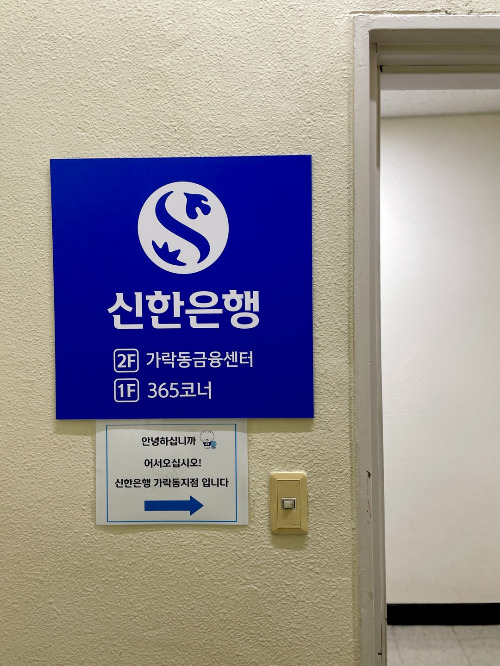 신한은행
2F 가락동금융센터
1F 365코너
안녕하십니까
어서오십시오!
신한은행 가락동지점 입니다